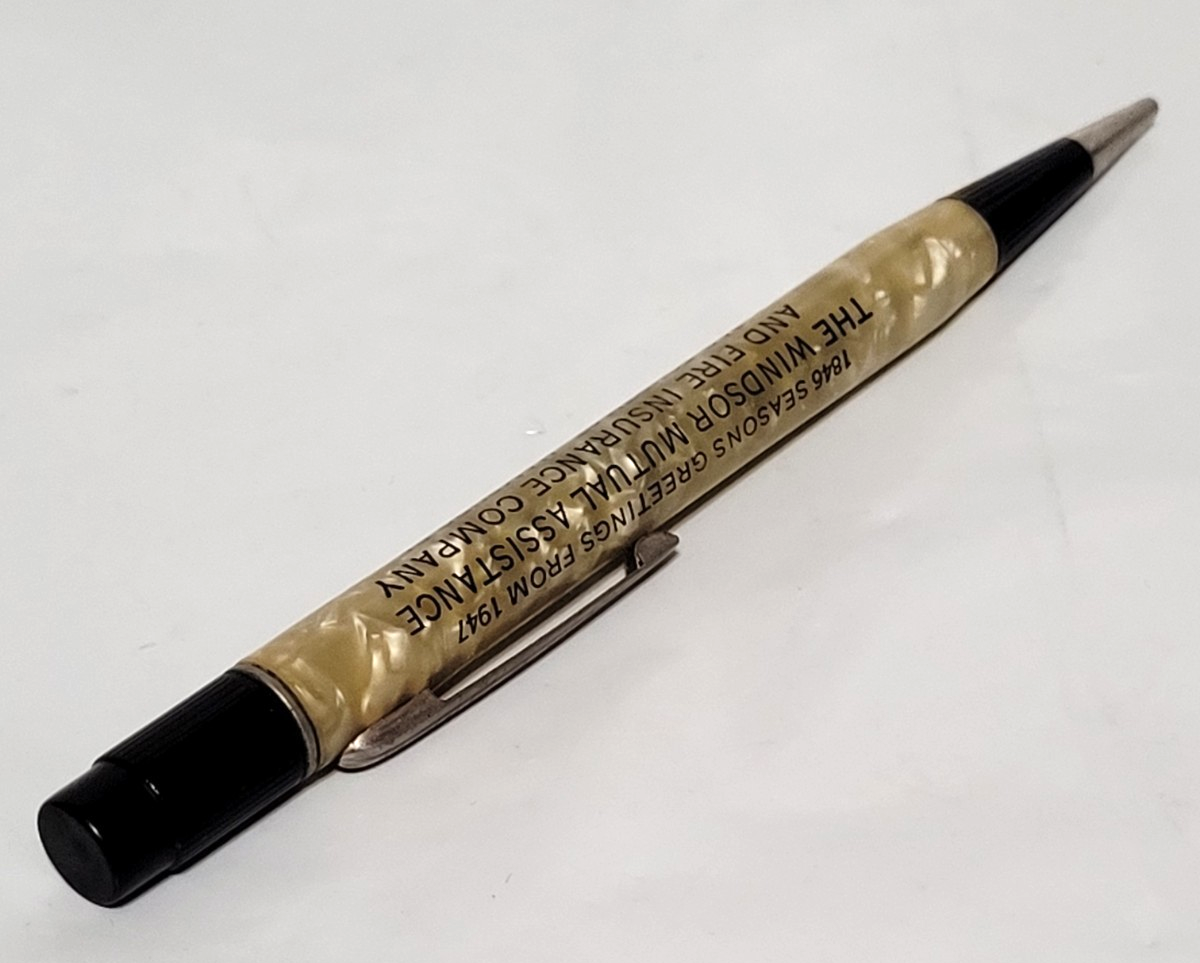 1846 SEASONS GREETINGS FROM 1947
THE WINDSOR MUTUAL ASSISTANCE
AND FIRE INSURANCE COMPANY